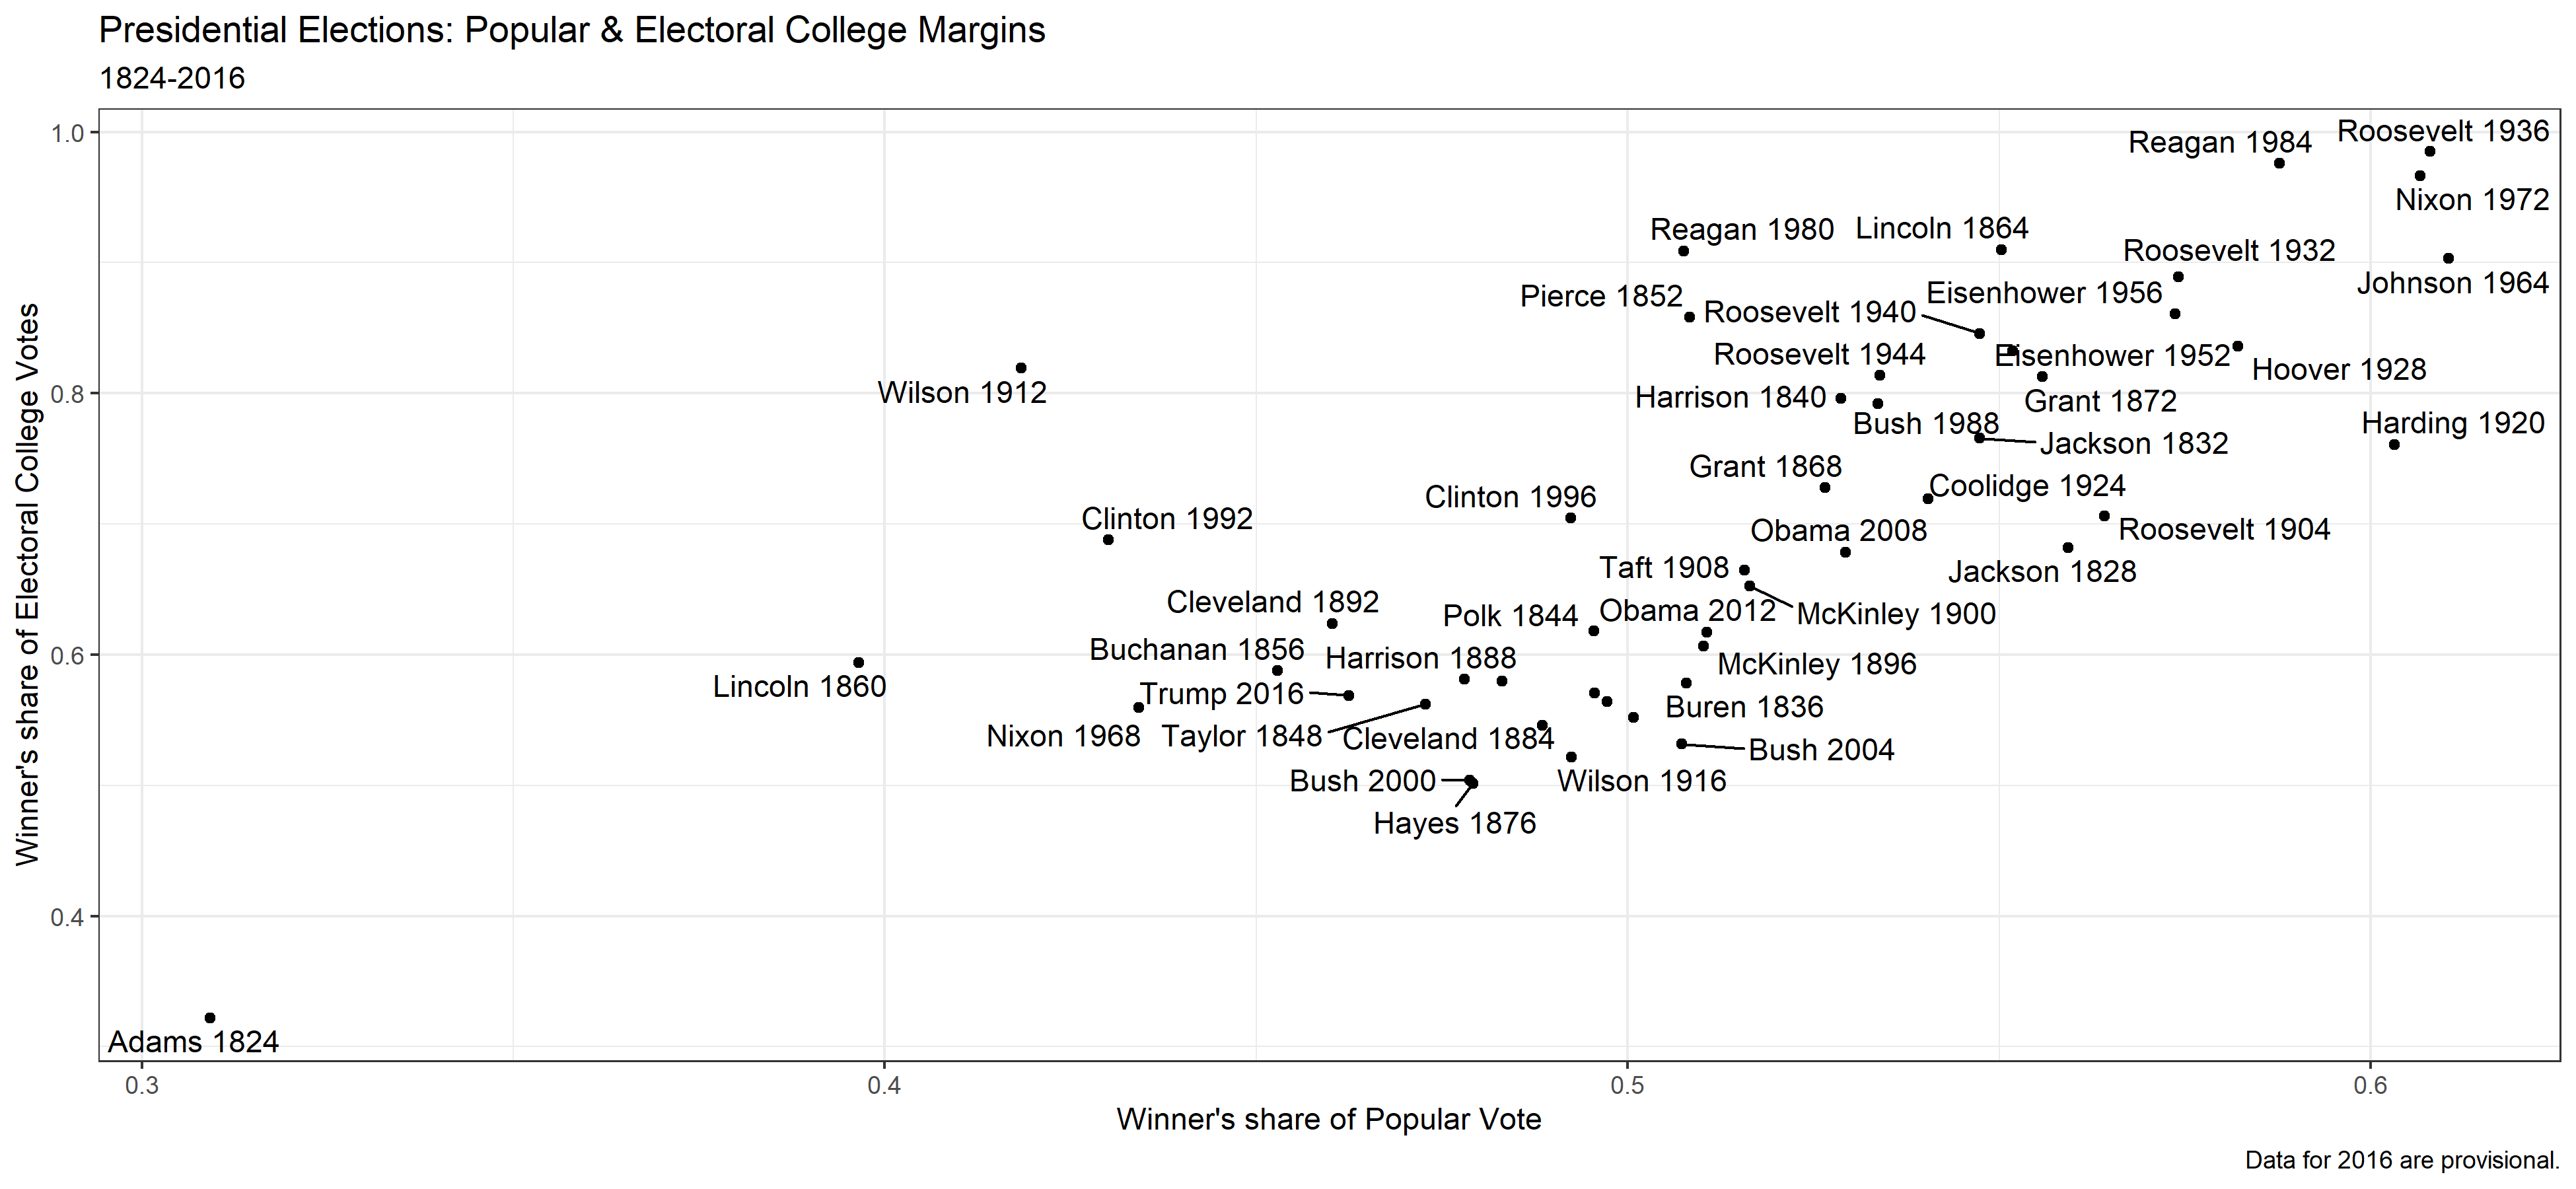 Presidential Elections: Popular & Electoral College Margins
1824-2016
Winner's share of Electoral College Votes
1.0
0.8
0.6
0.4
Roosevelt 1936
Reagan 1984
Nixon 1972
Reagan 1980
Lincoln 1864
Roosevelt 1932
Johnson 1964
Eisenhower 1956
Pierce 1852
Roosevelt 1940
Roosevelt 1944
Eisenhower 1952
Hoover 1928
Wilson 1912
Harrison 1840
Grant 1872
Bush 1988
Harding 1920
Jackson 1832
Grant 1868
Coolidge 1924
Clinton 1996
Clinton 1992
Obama 2008
Roosevelt 1904
Taft 1908
Jackson 1828
Cleveland 1892
Polk 1844
Obama 2012
McKinley 1900
Buchanan 1856
Harrison 1888
McKinley 1896
Lincoln 1860
Trump 2016
Buren 1836
Nixon 1968
Taylor 1848
Cleveland 1884
Bush 2004
Bush 2000
Wilson 1916
Hayes 1876
Adams 1824
0.3
0.4
0.5
0.6
Winner's share of Popular Vote
Data for 2016 are provisional.